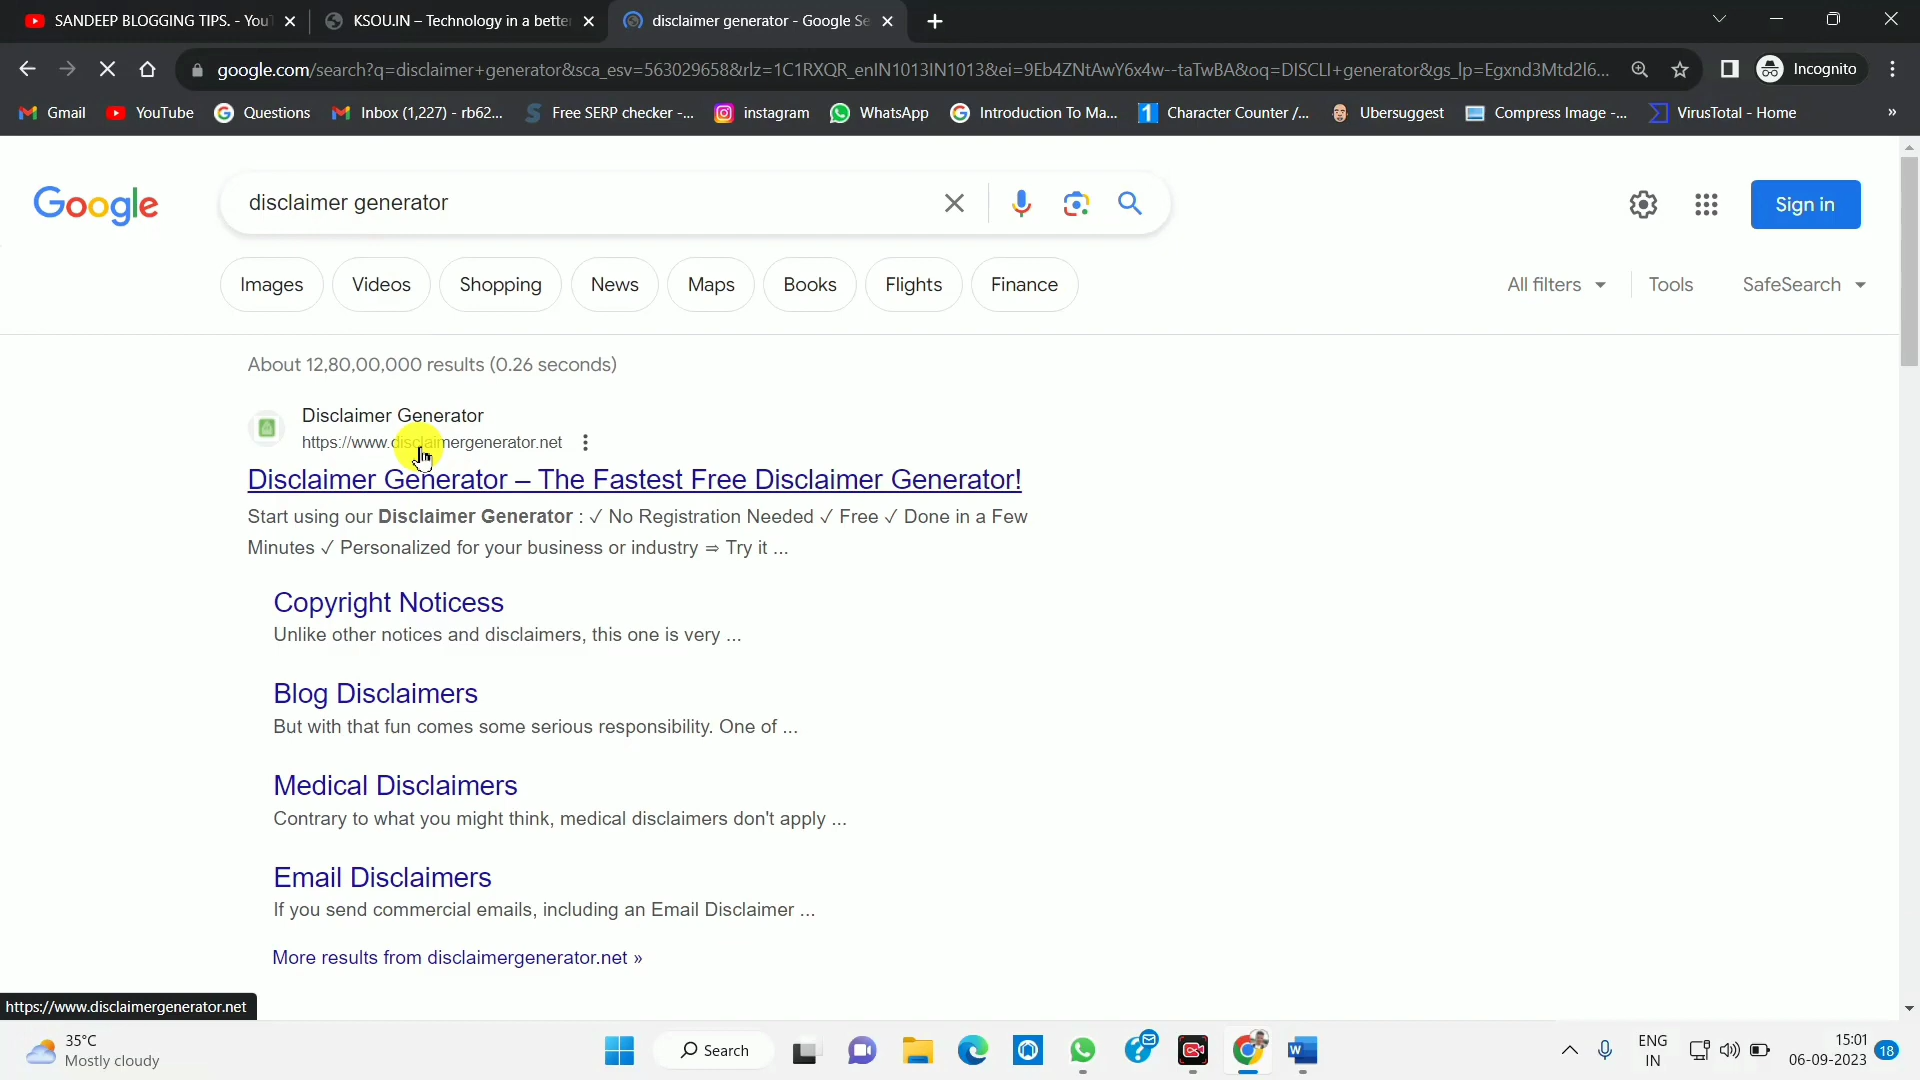 SANDEEP BLOGGING TIPS. - You
KSOU.IN – Technology in a better
disclaimer generator - Google Se
google.com/search?q=disclaimer+generator&sca_esv=563029658&rlz=1C1RXQR_enIN1013IN1013&ei=9Eb4ZNtAwY6x4w--taTwBA&oq=DISCLI+generator&gs_lp=Egxnd3Mtd2l6...
Incognito
Gmail
YouTube
Questions
Inbox (1,227) - rb62...
Free SERP checker -...
instagram
WhatsApp
Introduction To Ma...
Character Counter /...
Ubersuggest
Compress Image -...
VirusTotal - Home
»
Google
disclaimer generator
Sign in
Images
Videos
Shopping
News
Maps
Books
Flights
Finance
All filters
Tools
SafeSearch
About 12,80,00,000 results (0.26 seconds)
Disclaimer Generator
https://www.disclaimergenerator.net
Disclaimer Generator – The Fastest Free Disclaimer Generator!
Start using our Disclaimer Generator : ✓ No Registration Needed ✓ Free ✓ Done in a Few
Minutes ✓ Personalized for your business or industry ⇒ Try it ...
Copyright Noticess
Unlike other notices and disclaimers, this one is very ...
Blog Disclaimers
But with that fun comes some serious responsibility. One of ...
Medical Disclaimers
Contrary to what you might think, medical disclaimers don't apply ...
Email Disclaimers
If you send commercial emails, including an Email Disclaimer ...
More results from disclaimergenerator.net »
https://www.disclaimergenerator.net
35°C
Mostly cloudy
Search
ENG
IN
15:01
06-09-2023
18